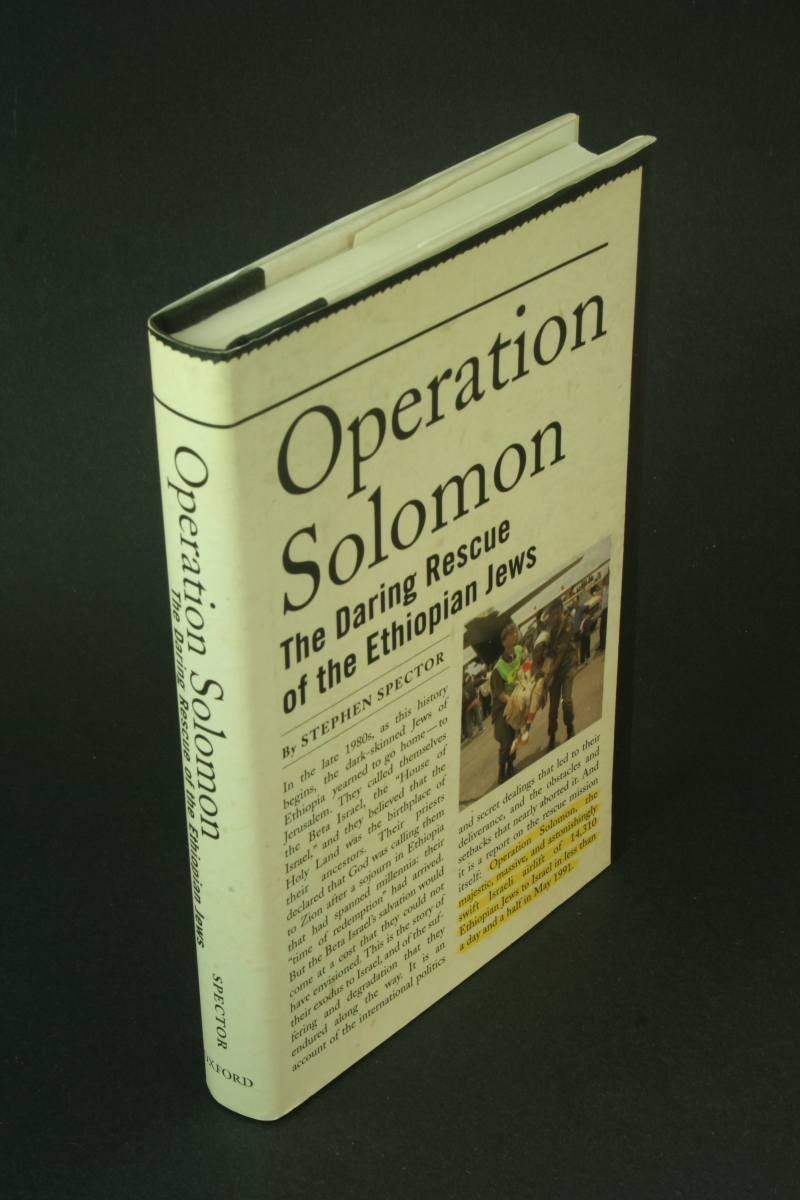 Operation
Solomon
The Daring Rescue
of the Ethiopian Jews
By STEPHEN SPECTOR
In the late 1980s, as this history
begins, the dark-skinned Jews of
Ethiopia yearned to go home—to
Jerusalem. They called themselves
the Beta Israel, the "House of
Israel," and they believed that the
Holy Land was the birthplace of
their ancestors. Their priests
declared that God was calling them
to Zion after a sojourn in Ethiopia
that had spanned millennia: their
"time of redemption" had arrived.
But the Beta Israel's salvation would
come at a cost that they could not
have envisioned. This is the story of
their exodus to Israel, and of the suf-
fering and degradation that they
endured along the way. It is an
account of the international politics
and secret dealings that led to their
deliverance, and the obstacles and
setbacks that nearly aborted it. And
it is a report on the rescue mission
itself: Operation Solomon, the
majestic, massive, and astonishingly
swift Israeli airlift of 14,310
Ethiopian Jews to Israel in less than
a day and a half in May 1991.
Operation Solomon
The Daring Rescue of the Ethiopian Jews
SPECTOR
OXFORD